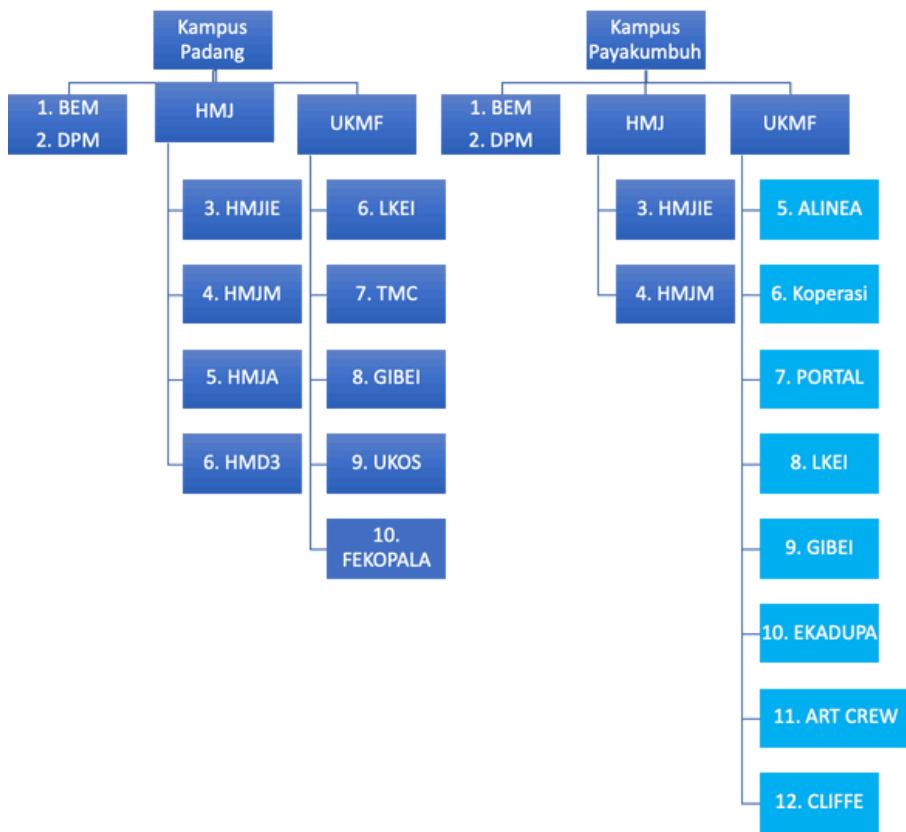 Kampus
Padang
1. BEM
2. DPM
HMJ
UKMF
3. HMJIE
4. HMJM
5. HMJA
6. HMD3
6. LKEI
7. TMC
8. GIBEI
9. UKOS
10.
FEKOPALA
Kampus
Payakumbuh
1. BEM
2. DPM
HMJ
UKMF
3. HMJIE
4. HMJM
5. ALINEA
6. Koperasi
7. PORTAL
8. LKEI
9. GIBEI
10. EKADUPA
11. ART CREW
12. CLIFFE